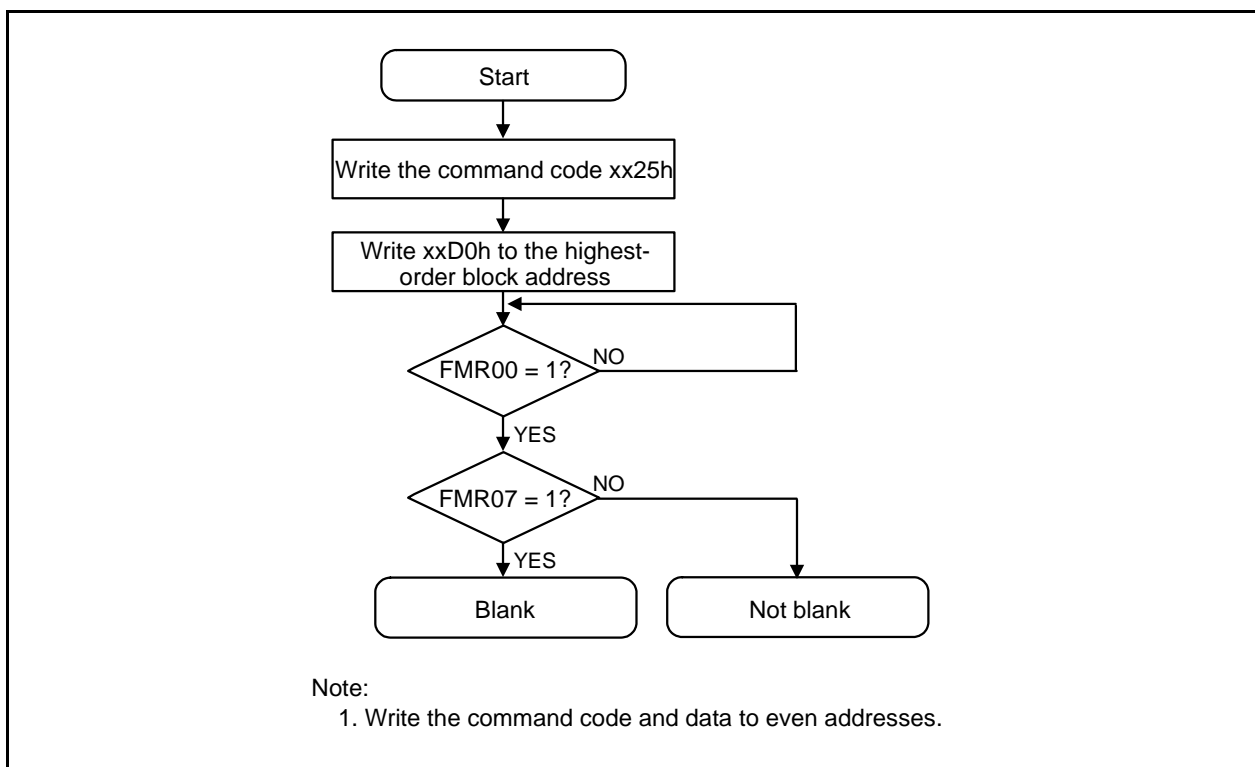 Start
Write the command code xx25h
Write xxD0h to the highest-
order block address
FMR00 = 1?
NO
YES
FMR07 = 1?
NO
YES
Blank
Not blank
Note:
1. Write the command code and data to even addresses.